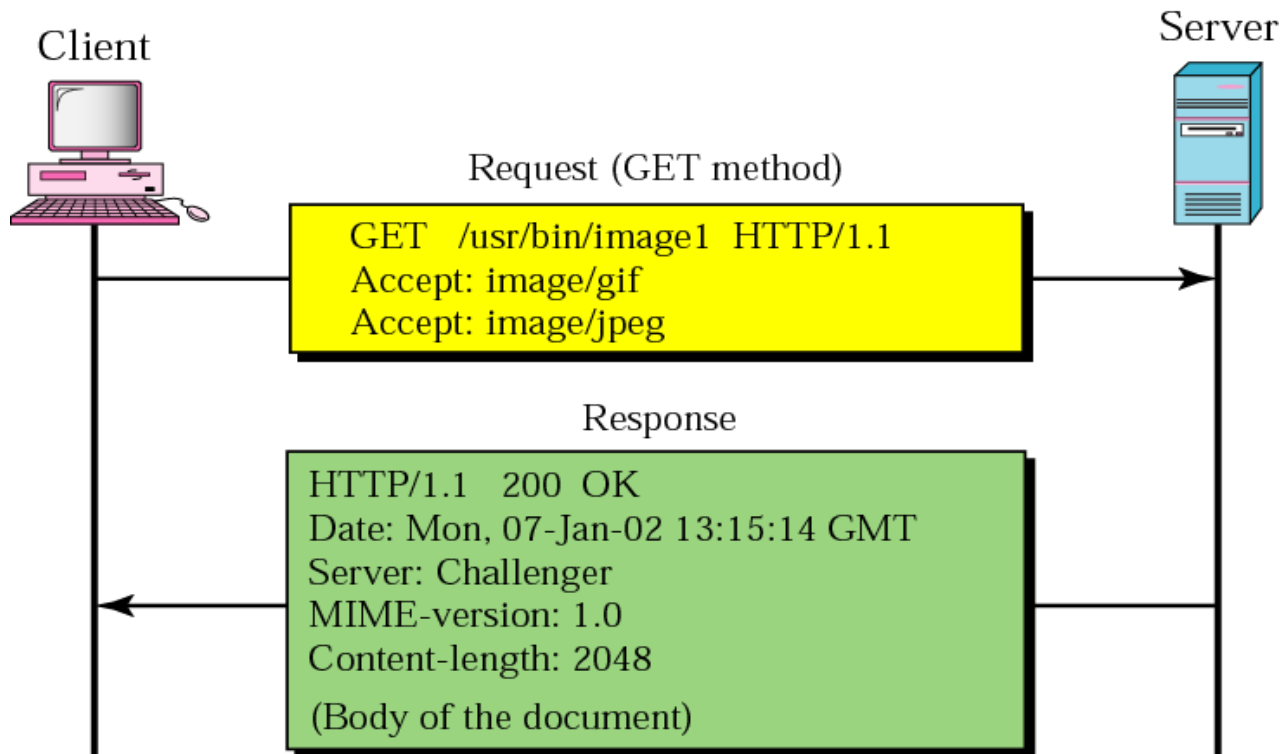 Client
Server
Request (GET method)
GET /usr/bin/image1 HTTP/1.1
Accept: image/gif
Accept: image/jpeg
Response
HTTP/1.1 200 OK
Date: Mon, 07-Jan-02 13:15:14 GMT
Server: Challenger
MIME-version: 1.0
Content-length: 2048
(Body of the document)